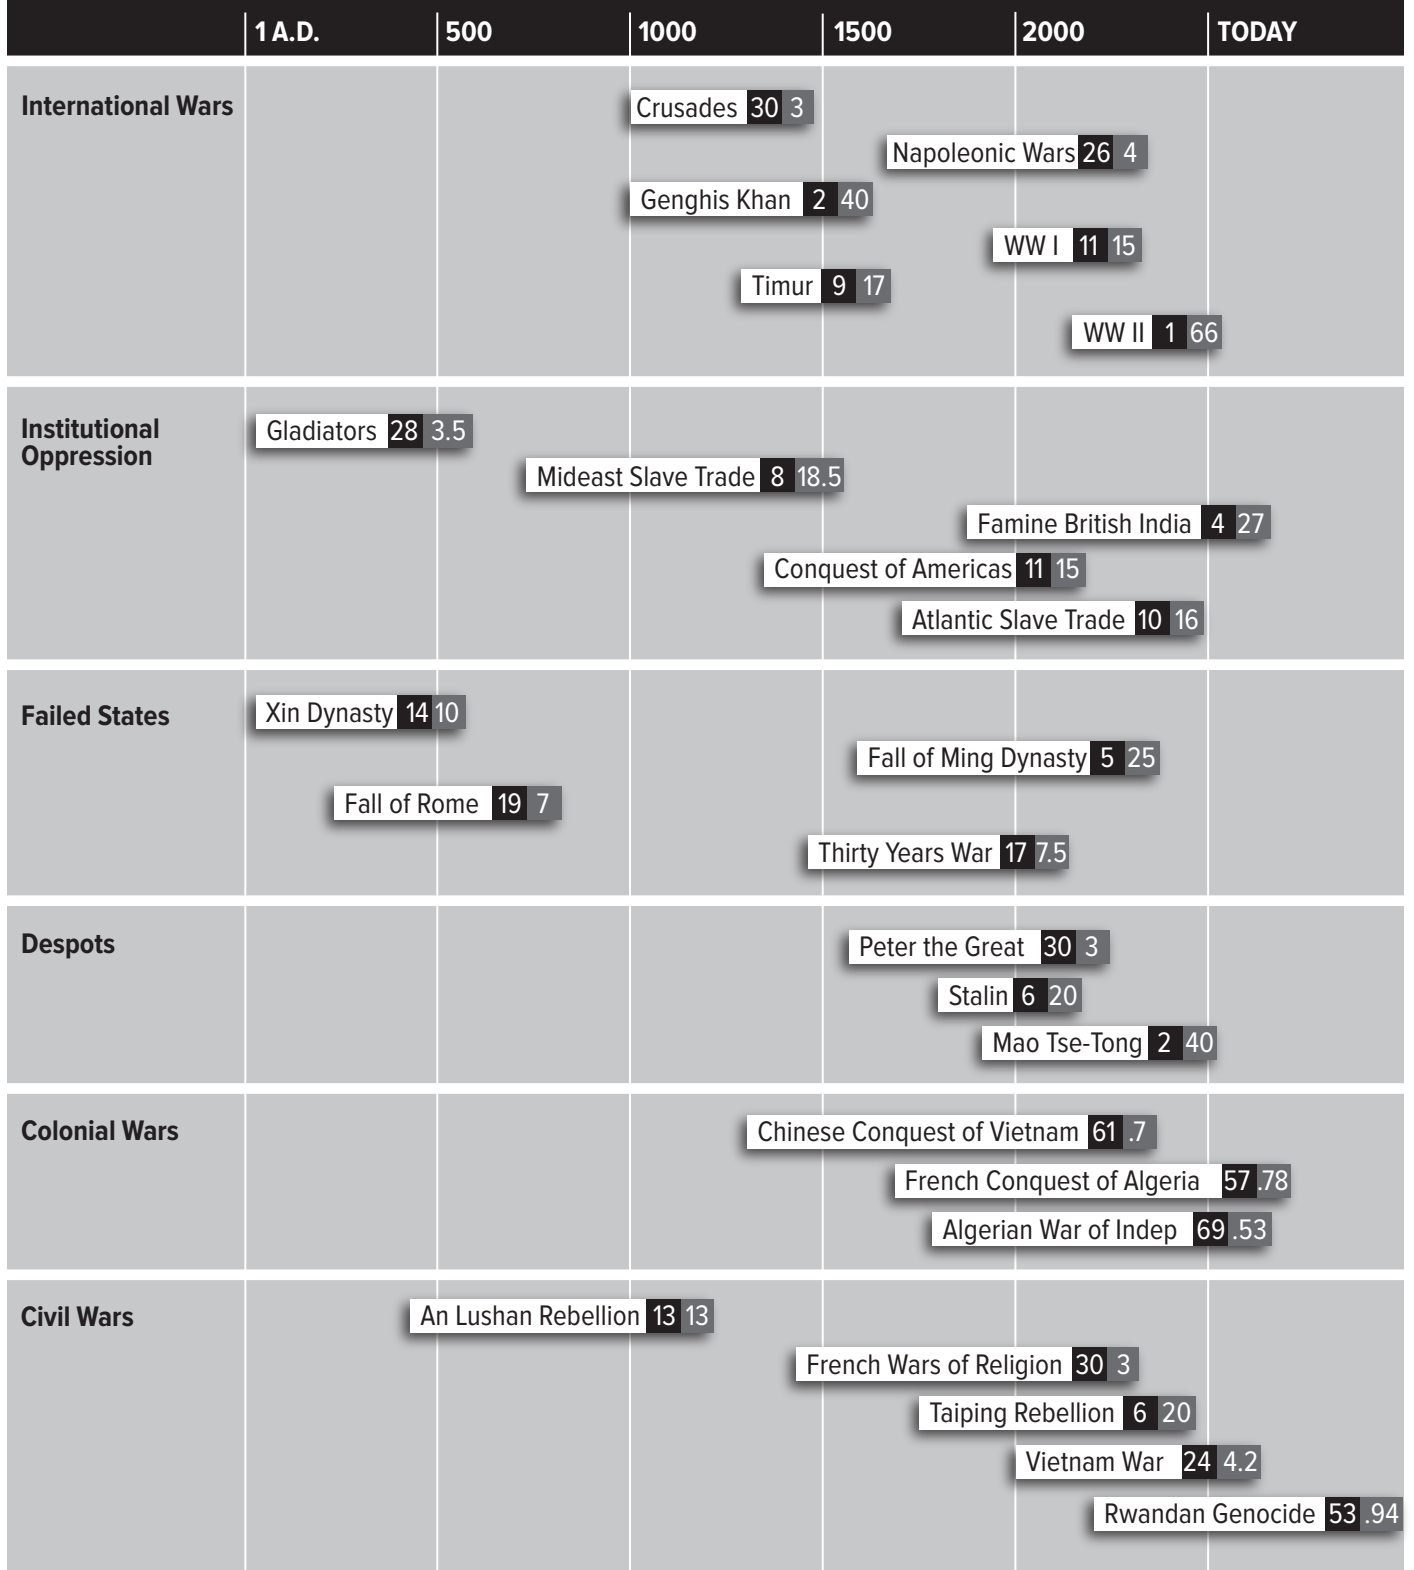 1 A.D. 500 1000 1500 2000 TODAY
International Wars
Crusades 30 3
Napoleonic Wars 26 4
Genghis Khan 2 40
WW I 11 15
Timur 9 17
WW II 1 66
Institutional
Oppression
Gladiators 28 3.5
Mideast Slave Trade 8 18.5
Famine British India 4 27
Conquest of Americas 11 15
Atlantic Slave Trade 10 16
Failed States
Xin Dynasty 14 10
Fall of Ming Dynasty 5 25
Fall of Rome 19 7
Thirty Years War 17 7.5
Despots
Peter the Great 30 3
Stalin 6 20
Mao Tse-Tong 2 40
Colonial Wars
Chinese Conquest of Vietnam 61 .7
French Conquest of Algeria 57 .78
Algerian War of Indep 69 .53
Civil Wars
An Lushan Rebellion 13 13
French Wars of Religion 30 3
Taiping Rebellion 6 20
Vietnam War 24 4.2
Rwandan Genocide 53 .94